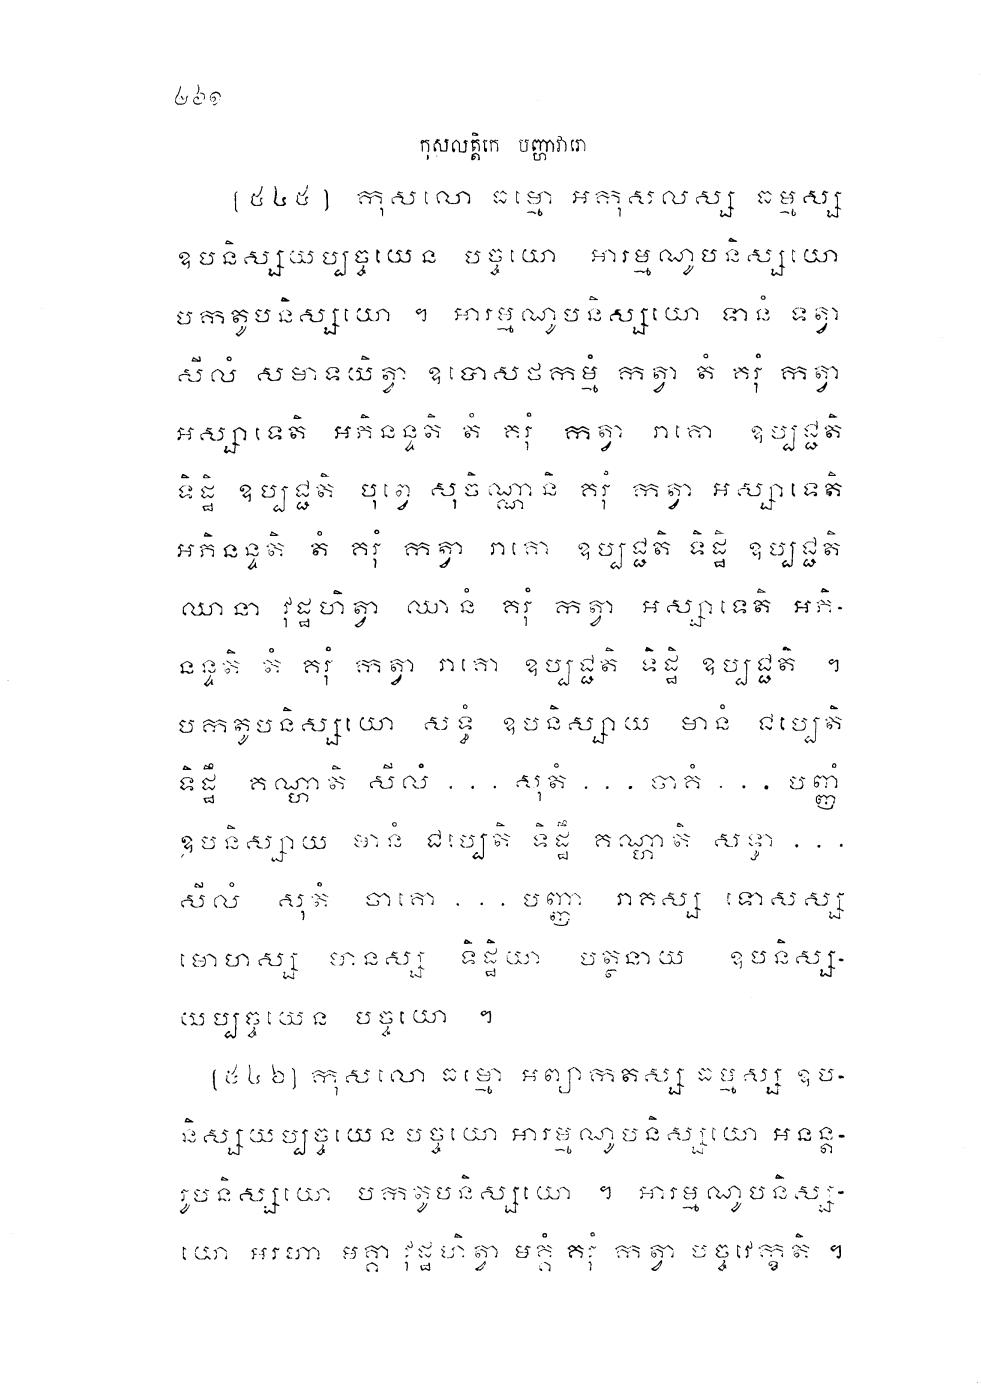 ៤៦១
កុសលត្តិកេ បញ្ហាវារោ
(៥៤៥) កុសលោ ធម្មោ អកុសលស្ស ធម្មស្ស
ឧបនិស្សយប្បច្ចយេន បច្ចយោ អារម្មណូបនិស្សយោ
បកតូបនិស្សយោ ។ អារម្មណូបនិស្សយោ ទានំ ទត្វា
សីលំ សមាទយិត្វា ឧបោសថកម្មំ កត្វា តំ គរុំ កត្វា
អស្សាទេតិ អភិនន្ទតិ តំ គរុំ កត្វា រាគោ ឧប្បជ្ជតិ
ទិដ្ឋិ ឧប្បជ្ជតិ បុព្វេ សុចិណ្ណានិ គរុំ កត្វា អស្សាទេតិ
អភិនន្ទតិ តំ គរុំ កត្វា រាគោ ឧប្បជ្ជតិ ទិដ្ឋិ ឧប្បជ្ជតិ
ឈានា វុដ្ឋហិត្វា ឈានំ គរុំ កត្វា អស្សាទេតិ អភិ-
នន្ទតិ តំ គរុំ កត្វា រាគោ ឧប្បជ្ជតិ ទិដ្ឋិ ឧប្បជ្ជតិ ។
បកតូបនិស្សយោ សទ្ធំ ឧបនិស្សាយ មានំ ជប្បេតិ
ទិដ្ឋឹ គណ្ហាតិ សីលំ ... សុតំ ... ចាគំ ... បញ្ញំ
ឧបនិស្សាយ មានំ ជប្បេតិ ទិដ្ឋឹ គណ្ហាតិ សទ្ធា ...
សីលំ សុតំ ចាគោ ... បញ្ញា រាគស្ស ទោសស្ស
មោហស្ស មានស្ស ទិដ្ឋិយា បត្ថនាយ ឧបនិស្ស-
យប្បច្ចយេន បច្ចយោ ។
(៥៤៦) កុសលោ ធម្មោ អព្យាកតស្ស ធម្មស្ស ឧប-
និស្សយប្បច្ចយេន បច្ចយោ អារម្មណូបនិស្សយោ អនន្ត-
រូបនិស្សយោ បកតូបនិស្សយោ ។ អារម្មណូបនិស្ស-
យោ អរហា អគ្គា វុដ្ឋហិត្វា មគ្គំ គរុំ កត្វា បច្ចវេក្ខតិ ។